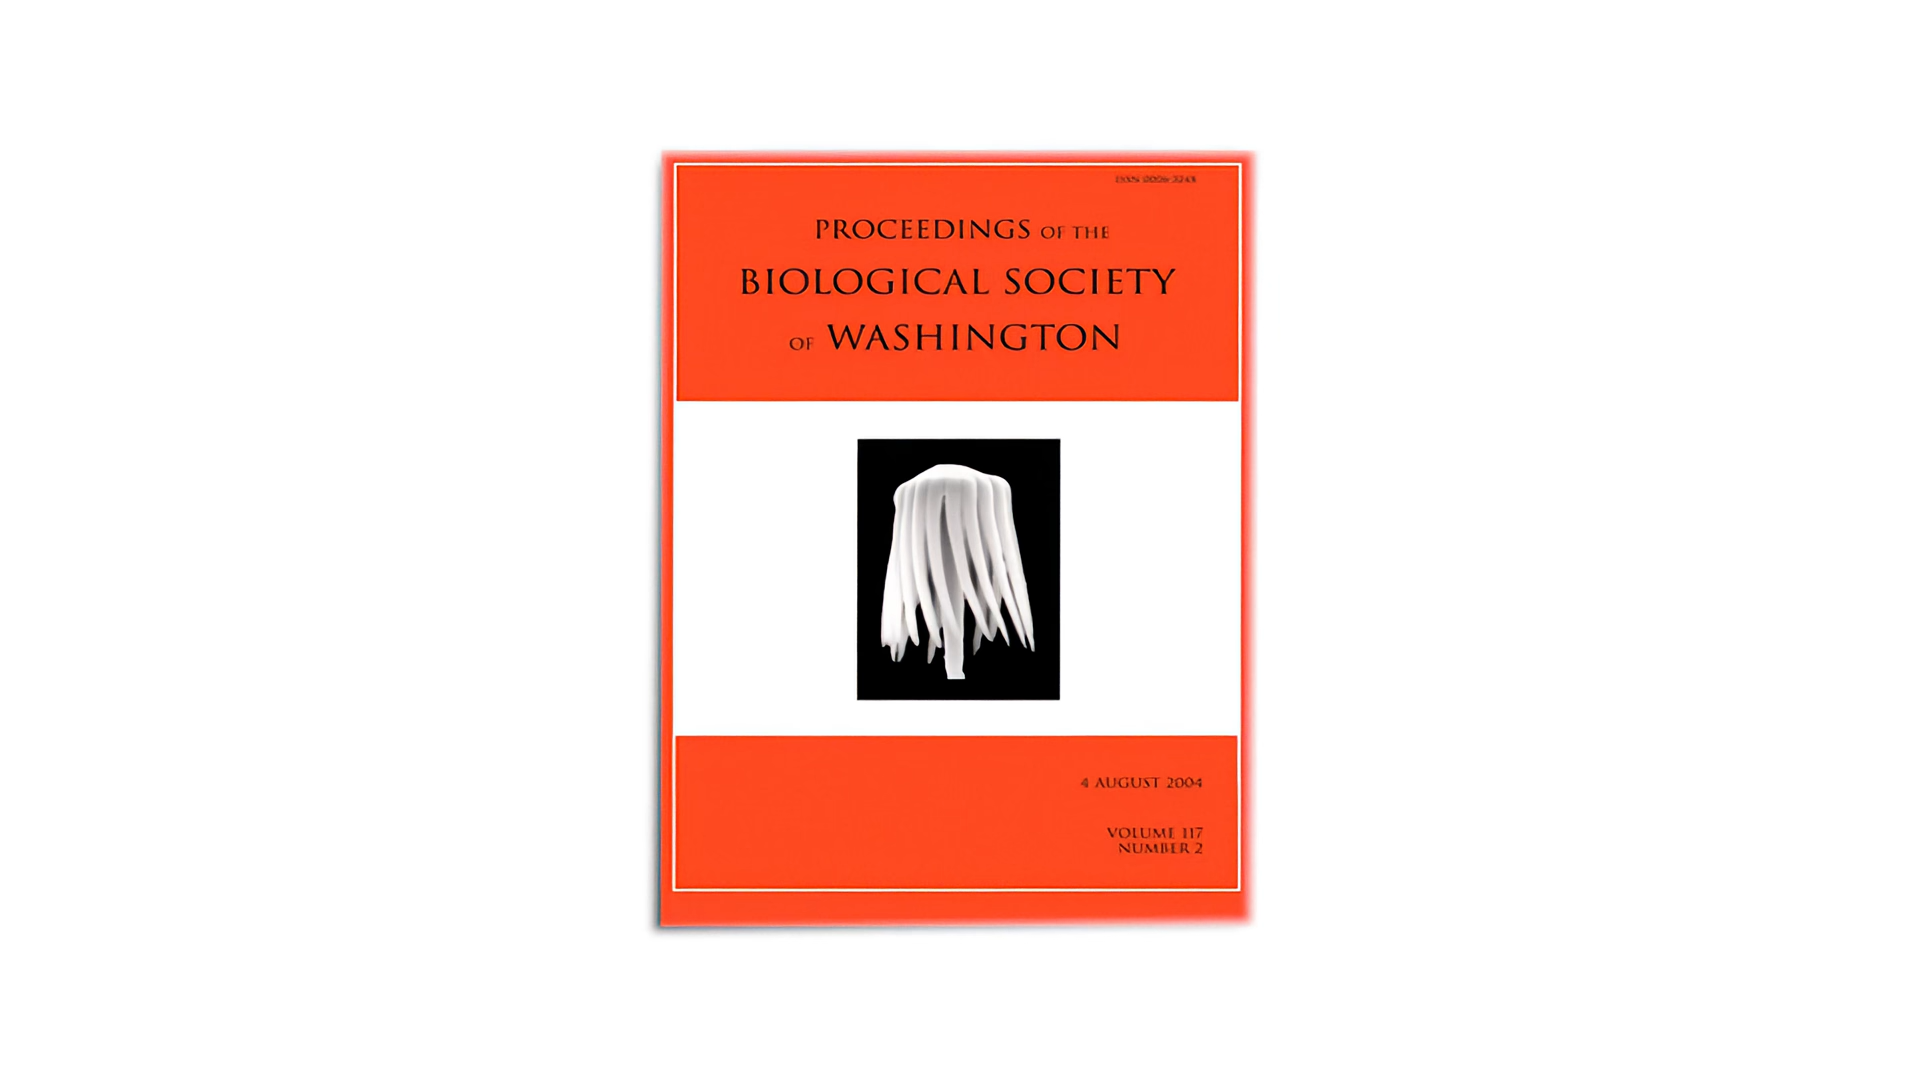 PROCEEDINGS OF THE
BIOLOGICAL SOCIETY
OF WASHINGTON
4 AUGUST 2004
VOLUME 117
NUMBER 2